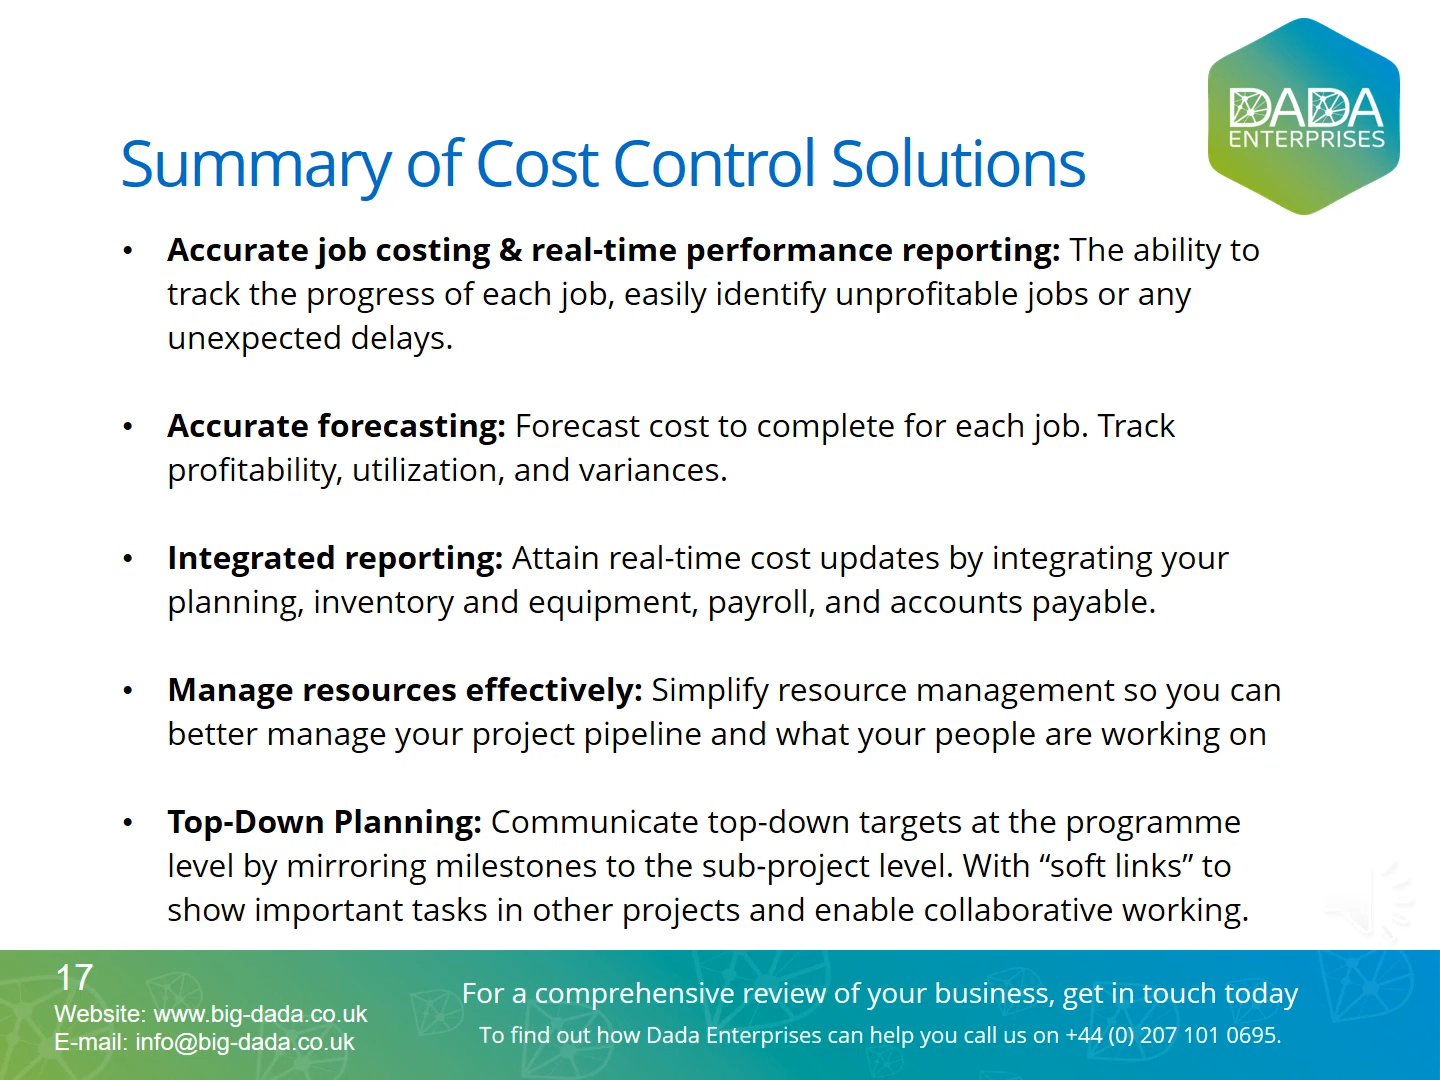 DADA
ENTERPRISES
Summary of Cost Control Solutions
• Accurate job costing & real-time performance reporting: The ability to
track the progress of each job, easily identify unprofitable jobs or any
unexpected delays.
• Accurate forecasting: Forecast cost to complete for each job. Track
profitability, utilization, and variances.
• Integrated reporting: Attain real-time cost updates by integrating your
planning, inventory and equipment, payroll, and accounts payable.
• Manage resources effectively: Simplify resource management so you can
better manage your project pipeline and what your people are working on
• Top-Down Planning: Communicate top-down targets at the programme
level by mirroring milestones to the sub-project level. With “soft links” to
show important tasks in other projects and enable collaborative working.
17
Website: www.big-dada.co.uk
E-mail: info@big-dada.co.uk
For a comprehensive review of your business, get in touch today
To find out how Dada Enterprises can help you call us on +44 (0) 207 101 0695.